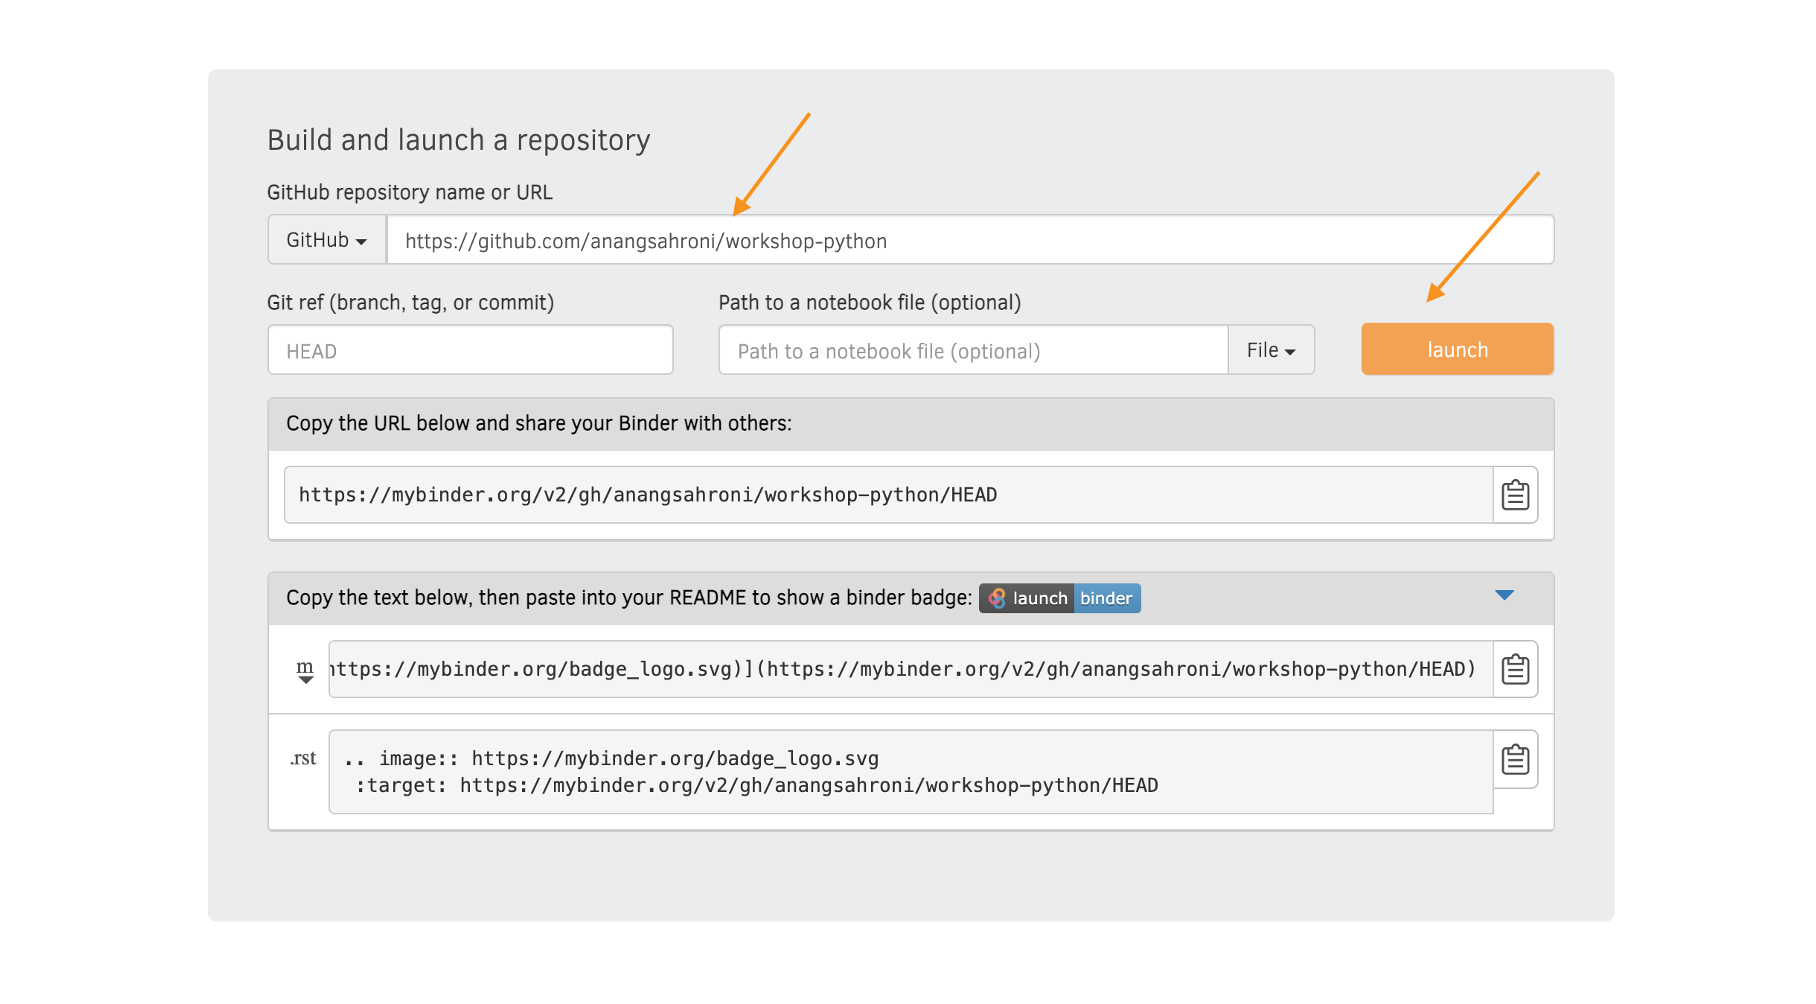 Build and launch a repository
GitHub repository name or URL
GitHub
https://github.com/anangsahroni/workshop-python
Git ref (branch, tag, or commit)
Path to a notebook file (optional)
HEAD
Path to a notebook file (optional)
File
launch
Copy the URL below and share your Binder with others:
https://mybinder.org/v2/gh/anangsahroni/workshop-python/HEAD
Copy the text below, then paste into your README to show a binder badge: launch binder
m
ttps://mybinder.org/badge_logo.svg)](https://mybinder.org/v2/gh/anangsahroni/workshop-python/HEAD)
.rst
.. image:: https://mybinder.org/badge_logo.svg
:target: https://mybinder.org/v2/gh/anangsahroni/workshop-python/HEAD